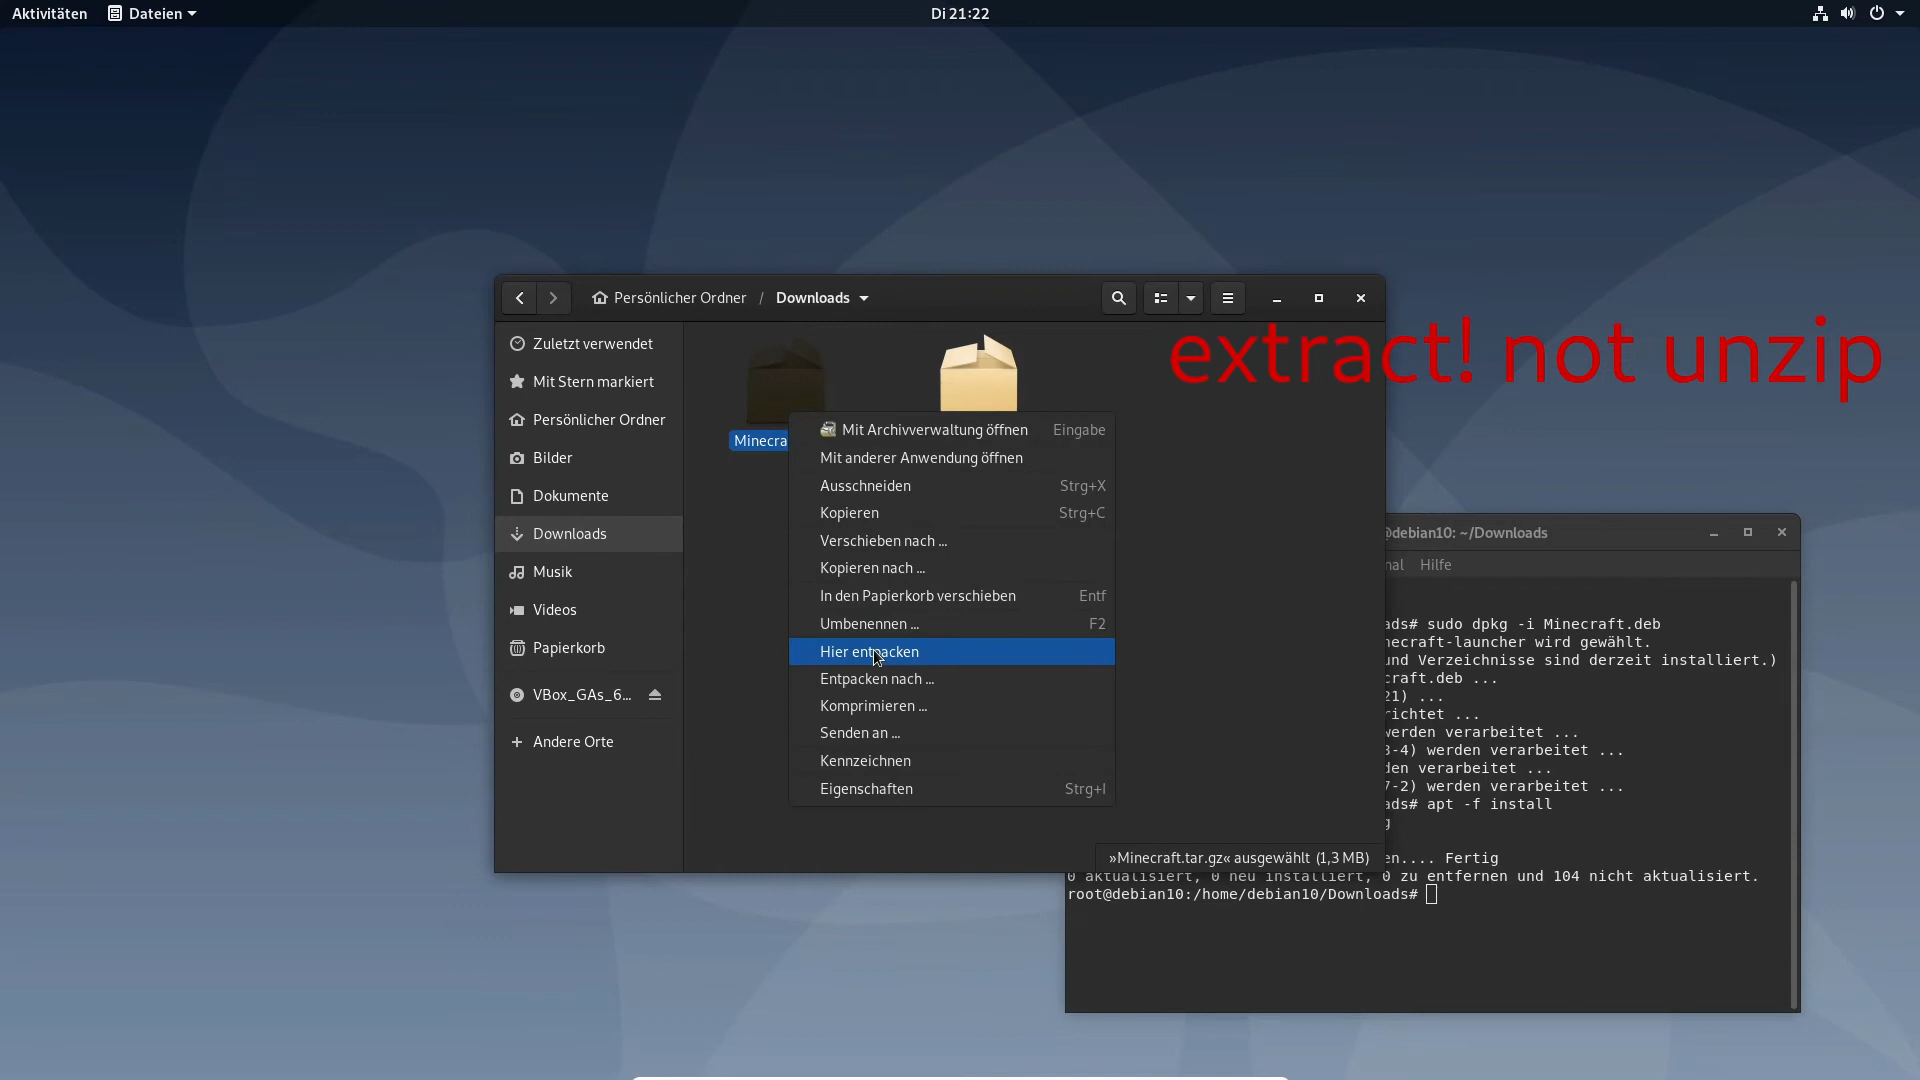 Aktivitäten Dateien Di 21:22
Persönlicher Ordner / Downloads
extract! not unzip
Zuletzt verwendet
Mit Stern markiert
Persönlicher Ordner
Bilder
Dokumente
Downloads
Musik
Videos
Papierkorb
VBox_GAs_6...
Andere Orte
Minecra
Mit Archivverwaltung öffnen Eingabe
Mit anderer Anwendung öffnen
Ausschneiden Strg+X
Kopieren Strg+C
Verschieben nach ...
Kopieren nach ...
In den Papierkorb verschieben Entf
Umbenennen ... F2
Hier entpacken
Entpacken nach ...
Komprimieren ...
Senden an ...
Kennzeichnen
Eigenschaften Strg+I
»Minecraft.tar.gz« ausgewählt (1,3 MB)
@debian10: ~/Downloads
nal Hilfe
ads# sudo dpkg -i Minecraft.deb
necraft-launcher wird gewählt.
und Verzeichnisse sind derzeit installiert.)
craft.deb ...
21) ...
richtet ...
werden verarbeitet ...
3-4) werden verarbeitet ...
den verarbeitet ...
7-2) werden verarbeitet ...
ads# apt -f install
g
en.... Fertig
0 aktualisiert, 0 neu installiert, 0 zu entfernen und 104 nicht aktualisiert.
root@debian10:/home/debian10/Downloads#